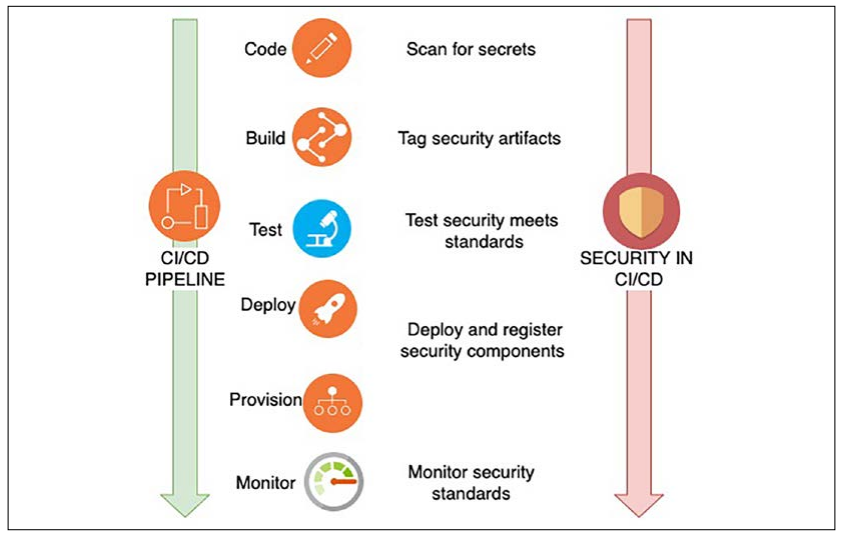 Code
Scan for secrets
Build
Tag security artifacts
Test
Test security meets
standards
CI/CD
PIPELINE
SECURITY IN
CI/CD
Deploy
Deploy and register
security components
Provision
Monitor
Monitor security
standards